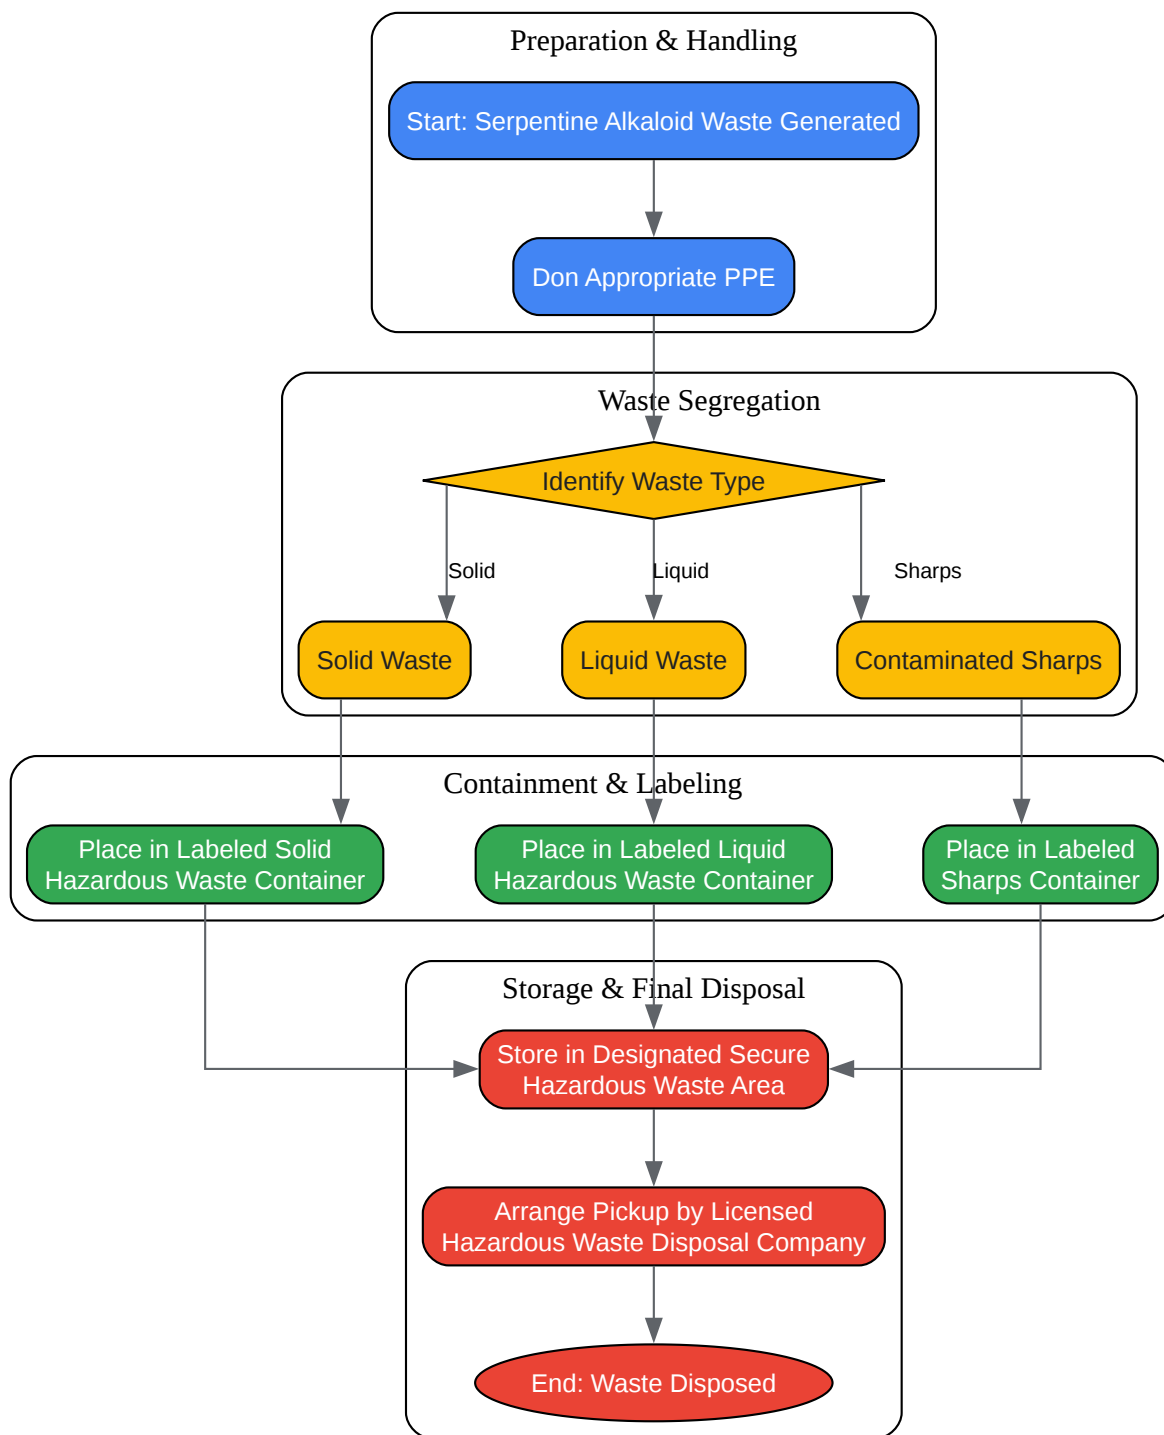 Preparation & Handling
Start: Serpentine Alkaloid Waste Generated
Don Appropriate PPE
Waste Segregation
Identify Waste Type
Solid
Liquid
Sharps
Solid Waste
Liquid Waste
Contaminated Sharps
Containment & Labeling
Place in Labeled Solid
Hazardous Waste Container
Place in Labeled Liquid
Hazardous Waste Container
Place in Labeled
Sharps Container
Storage & Final Disposal
Store in Designated Secure
Hazardous Waste Area
Arrange Pickup by Licensed
Hazardous Waste Disposal Company
End: Waste Disposed